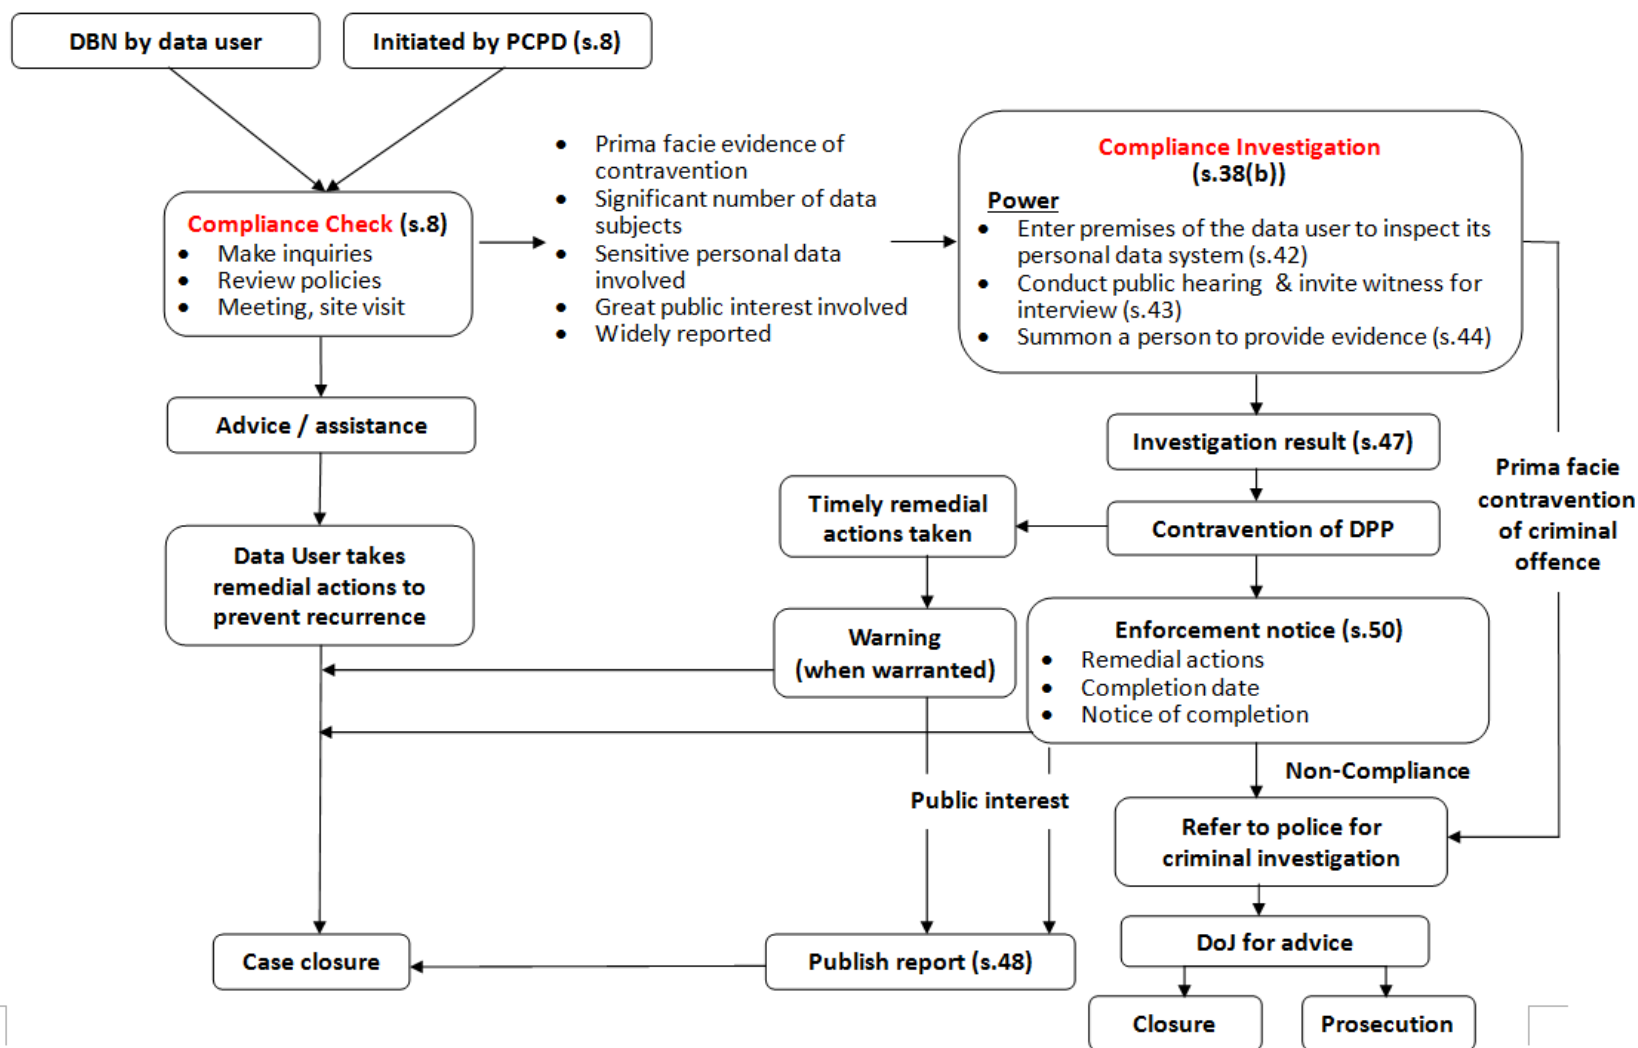 DBN by data user
Initiated by PCPD (s.8)
Compliance Check (s.8)
• Make inquiries
• Review policies
• Meeting, site visit
• Prima facie evidence of
contravention
• Significant number of data
subjects
• Sensitive personal data
involved
• Great public interest involved
• Widely reported
Compliance Investigation
(s.38(b))
Power
• Enter premises of the data user to inspect its
personal data system (s.42)
• Conduct public hearing & invite witness for
interview (s.43)
• Summon a person to provide evidence (s.44)
Advice / assistance
Investigation result (s.47)
Prima facie
contravention
of criminal
offence
Timely remedial
actions taken
Contravention of DPP
Data User takes
remedial actions to
prevent recurrence
Warning
(when warranted)
Enforcement notice (s.50)
• Remedial actions
• Completion date
• Notice of completion
Non-Compliance
Public interest
Refer to police for
criminal investigation
Case closure
Publish report (s.48)
DoJ for advice
Closure
Prosecution